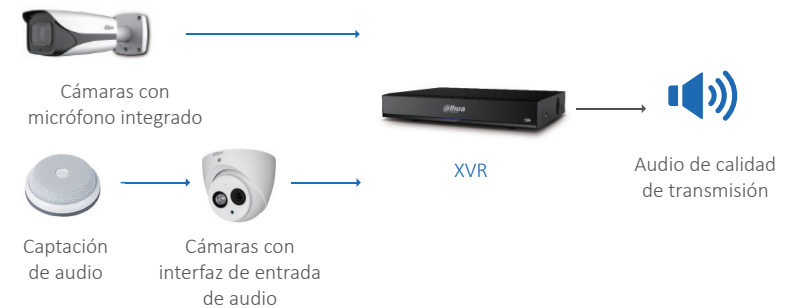 Cámaras con
micrófono integrado
alhua
XVR
Audio de calidad
de transmisión
Captación
de audio
Cámaras con
interfaz de entrada
de audio